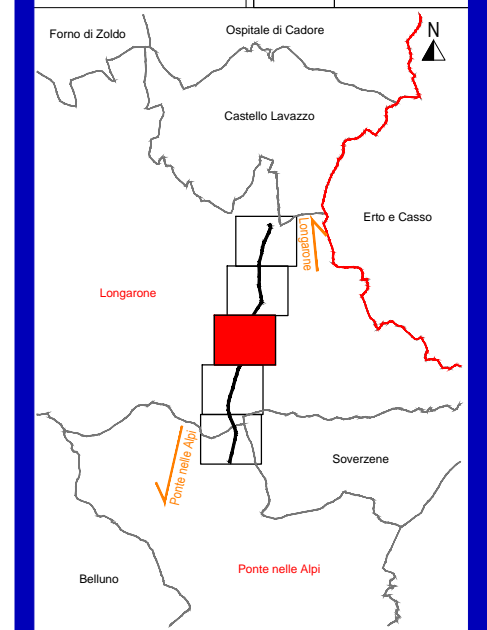 Forno di Zoldo
Ospitale di Cadore
N
Castello Lavazzo
Erto e Casso
Longarone
Longarone
Ponte nelle Alpi
Soverzene
Belluno
Ponte nelle Alpi